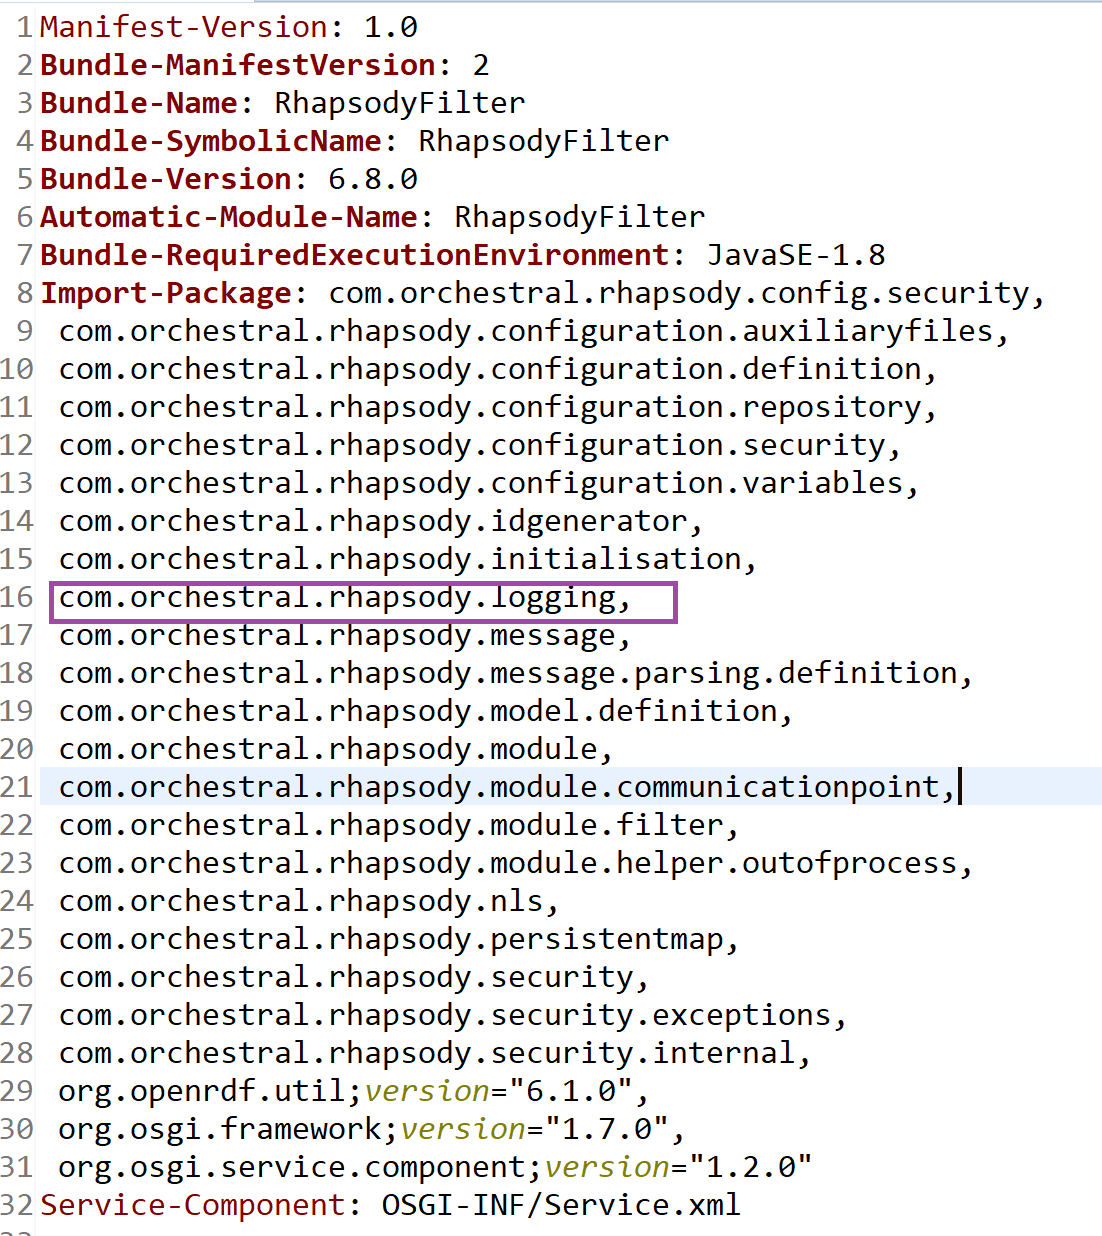 1 Manifest-Version: 1.0
2 Bundle-ManifestVersion: 2
3 Bundle-Name: RhapsodyFilter
4 Bundle-SymbolicName: RhapsodyFilter
5 Bundle-Version: 6.8.0
6 Automatic-Module-Name: RhapsodyFilter
7 Bundle-RequiredExecutionEnvironment: JavaSE-1.8
8 Import-Package: com.orchestral.rhapsody.config.security,
9 com.orchestral.rhapsody.configuration.auxiliaryfiles,
10 com.orchestral.rhapsody.configuration.definition,
11 com.orchestral.rhapsody.configuration.repository,
12 com.orchestral.rhapsody.configuration.security,
13 com.orchestral.rhapsody.configuration.variables,
14 com.orchestral.rhapsody.idgenerator,
15 com.orchestral.rhapsody.initialisation,
16 com.orchestral.rhapsody.logging,
17 com.orchestral.rhapsody.message,
18 com.orchestral.rhapsody.message.parsing.definition,
19 com.orchestral.rhapsody.model.definition,
20 com.orchestral.rhapsody.module,
21 com.orchestral.rhapsody.module.communicationpoint,
22 com.orchestral.rhapsody.module.filter,
23 com.orchestral.rhapsody.module.helper.outofprocess,
24 com.orchestral.rhapsody.nls,
25 com.orchestral.rhapsody.persistentmap,
26 com.orchestral.rhapsody.security,
27 com.orchestral.rhapsody.security.exceptions,
28 com.orchestral.rhapsody.security.internal,
29 org.openrdf.util;version="6.1.0",
30 org.osgi.framework;version="1.7.0",
31 org.osgi.service.component;version="1.2.0"
32 Service-Component: OSGI-INF/Service.xml